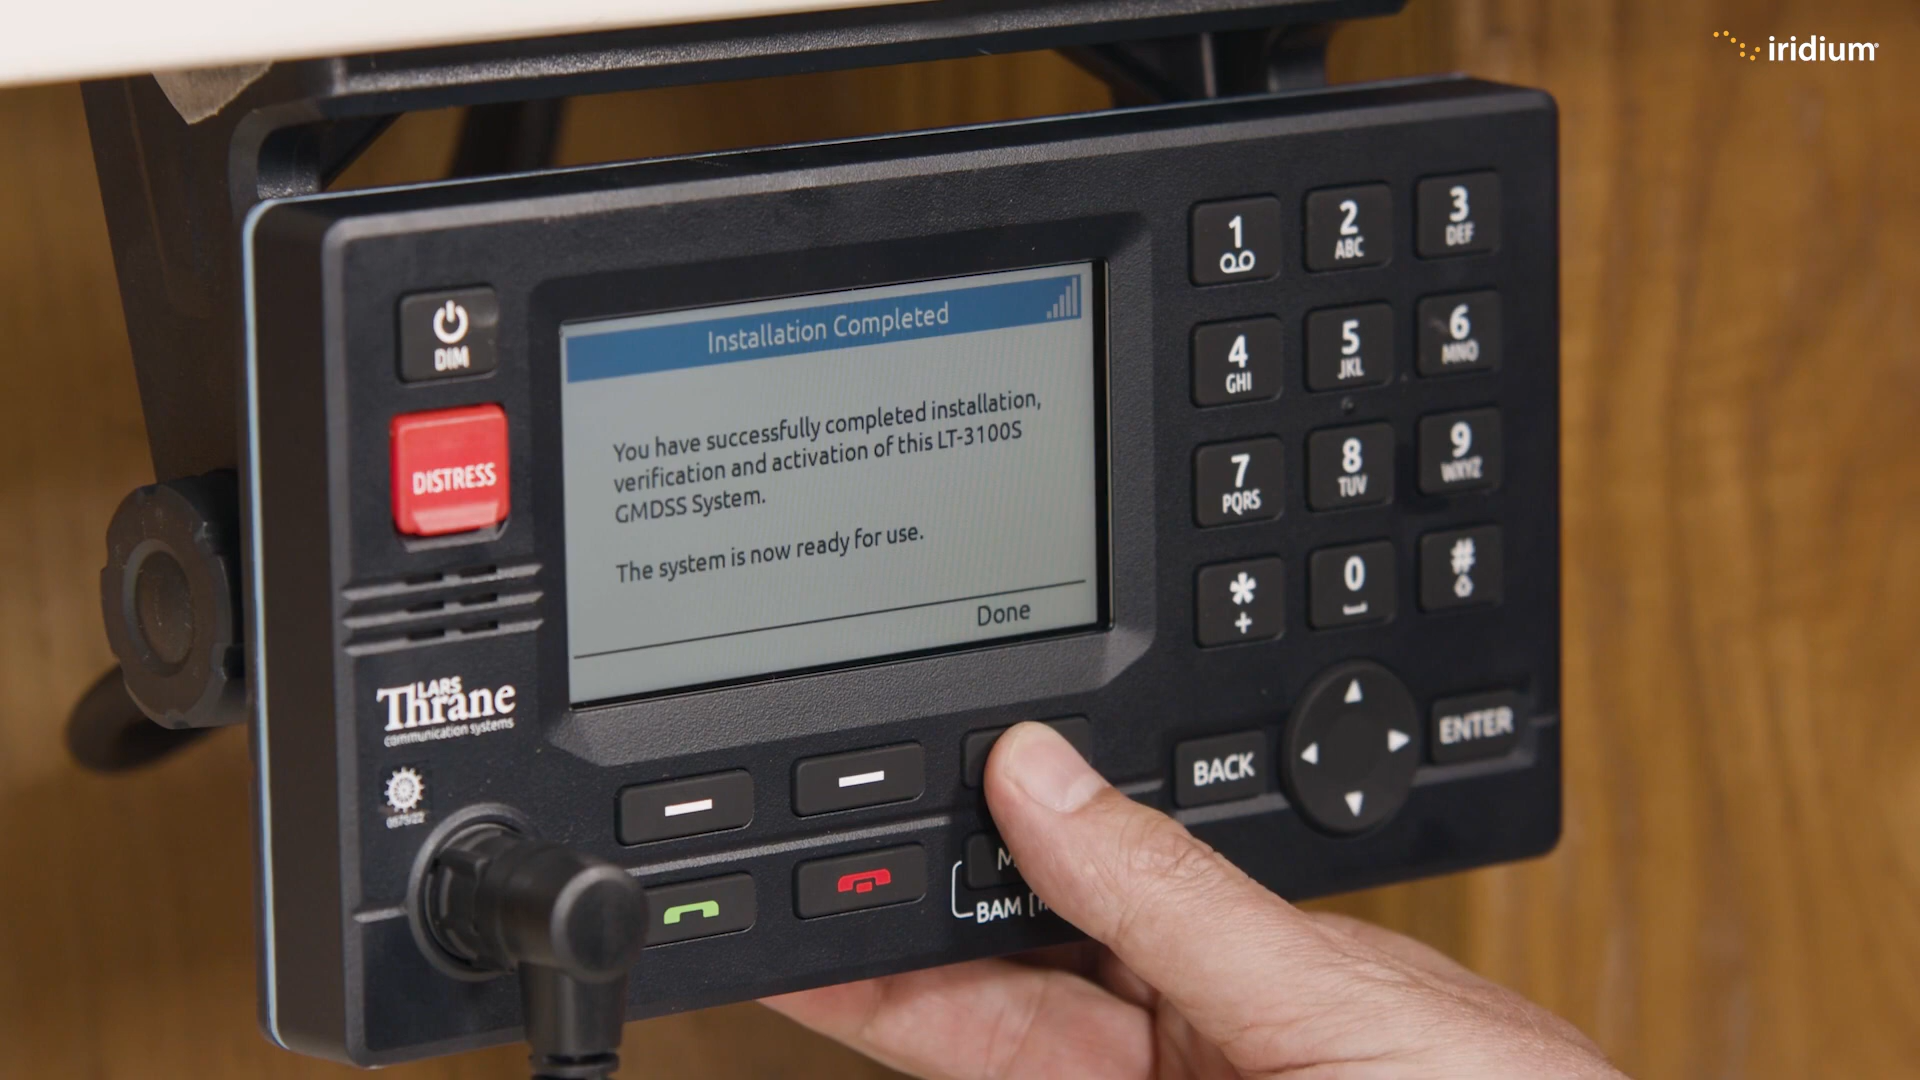 iridium
DIM
DISTRESS
Installation Completed
You have successfully completed installation,
verification and activation of this LT-3100S
GMDSS System.
The system is now ready for use.
Done
LARS
Thrane
communication systems
0575/22
1
2
ABC
3
DEF
4
GHI
5
JKL
6
MNO
7
PQRS
8
TUV
9
WXYZ
*
+
0
#
BACK
ENTER
BAM